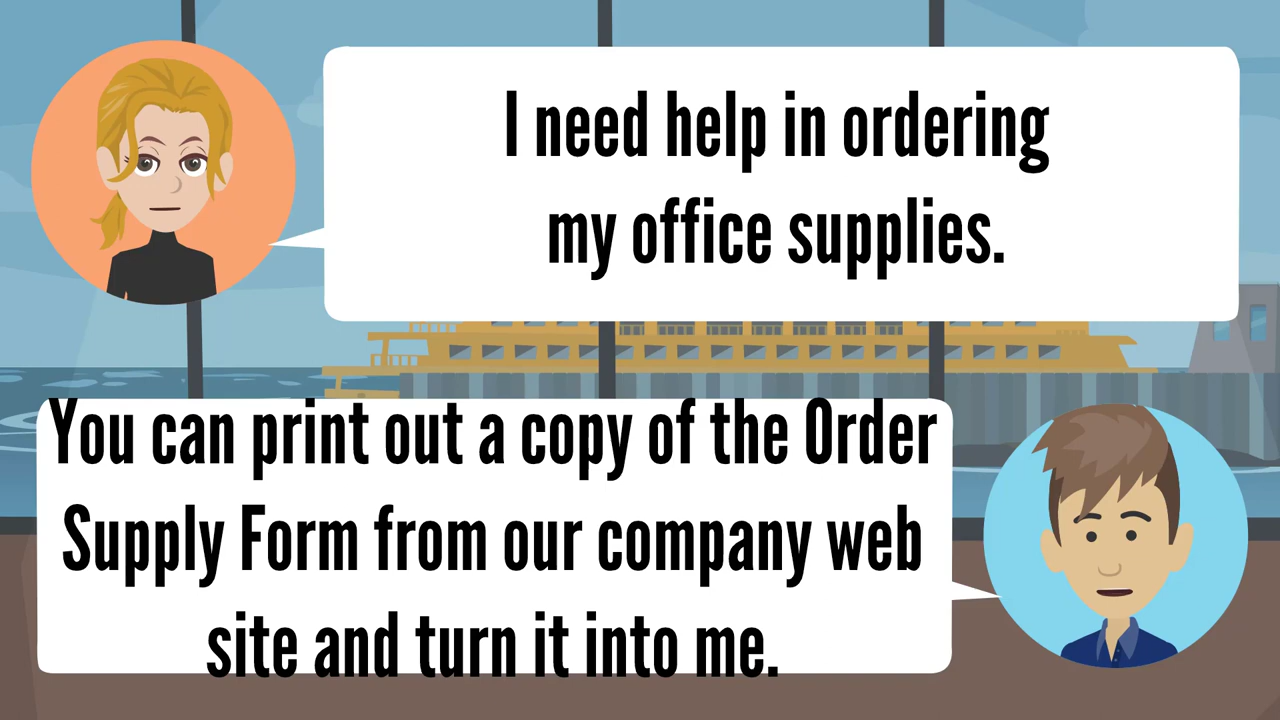 I need help in ordering
my office supplies.
You can print out a copy of the Order
Supply Form from our company web
site and turn it into me.